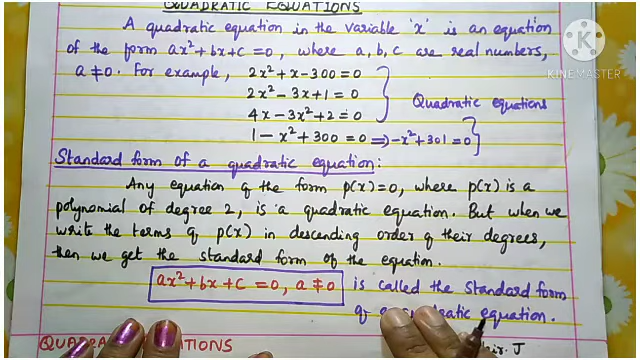 QUADRATIC EQUATIONS
A quadratic equation in the variable 'x' is an equation
of the form ax²+bx+c=0, where a, b, c are real numbers,
a≠0. For example, 2x²+x-300=0
2x²-3x+1=0
4x-3x²+2=0
1-x²+300=0 ⇒ -x²+301=0
Quadratic equations
Standard form of a quadratic equation:
Any equation of the form p(x)=0, where p(x) is a
polynomial of degree 2, is a quadratic equation. But when we
write the terms of p(x) in descending order of their degrees,
then we get the standard form of the equation.
ax²+bx+c=0, a≠0 is called the Standard form
of a quadratic equation.
EQUATIONS
J
KINEMASTER